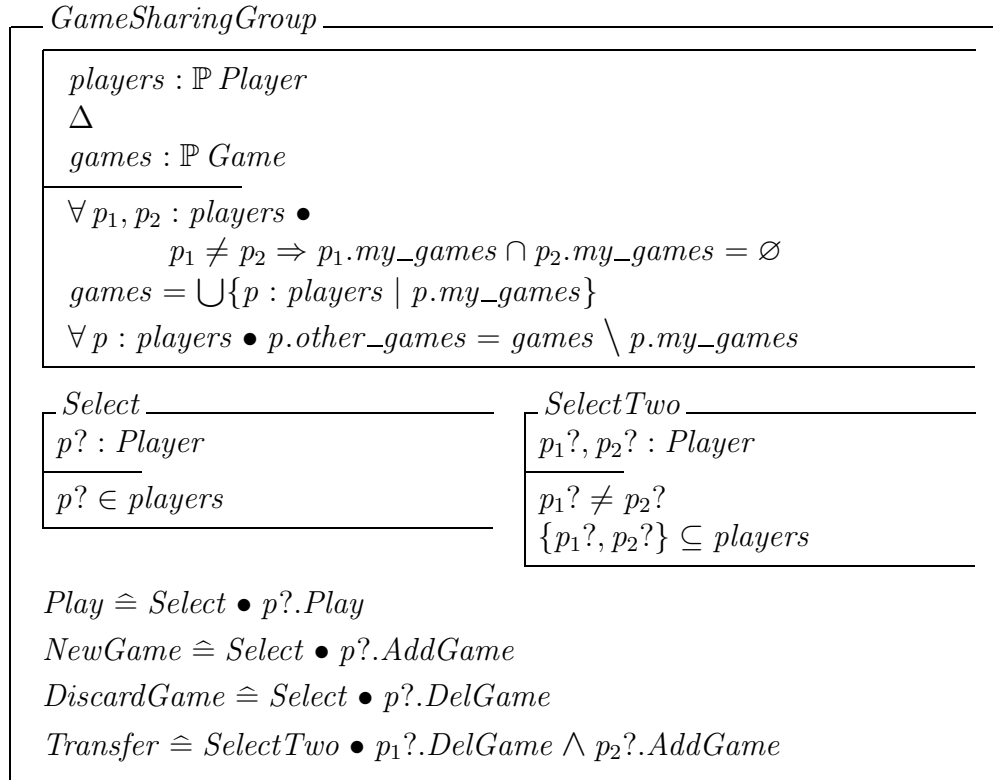 GameSharingGroup
players : ℙ Player
Δ
games : ℙ Game
∀ p₁, p₂ : players •
p₁ ≠ p₂ ⇒ p₁.my_games ∩ p₂.my_games = ∅
games = ⋃{p : players | p.my_games}
∀ p : players • p.other_games = games \ p.my_games
Select
p? : Player
p? ∈ players
SelectTwo
p₁?, p₂? : Player
p₁? ≠ p₂?
{p₁?, p₂?} ⊆ players
Play ≙ Select • p?.Play
NewGame ≙ Select • p?.AddGame
DiscardGame ≙ Select • p?.DelGame
Transfer ≙ SelectTwo • p₁?.DelGame ∧ p₂?.AddGame